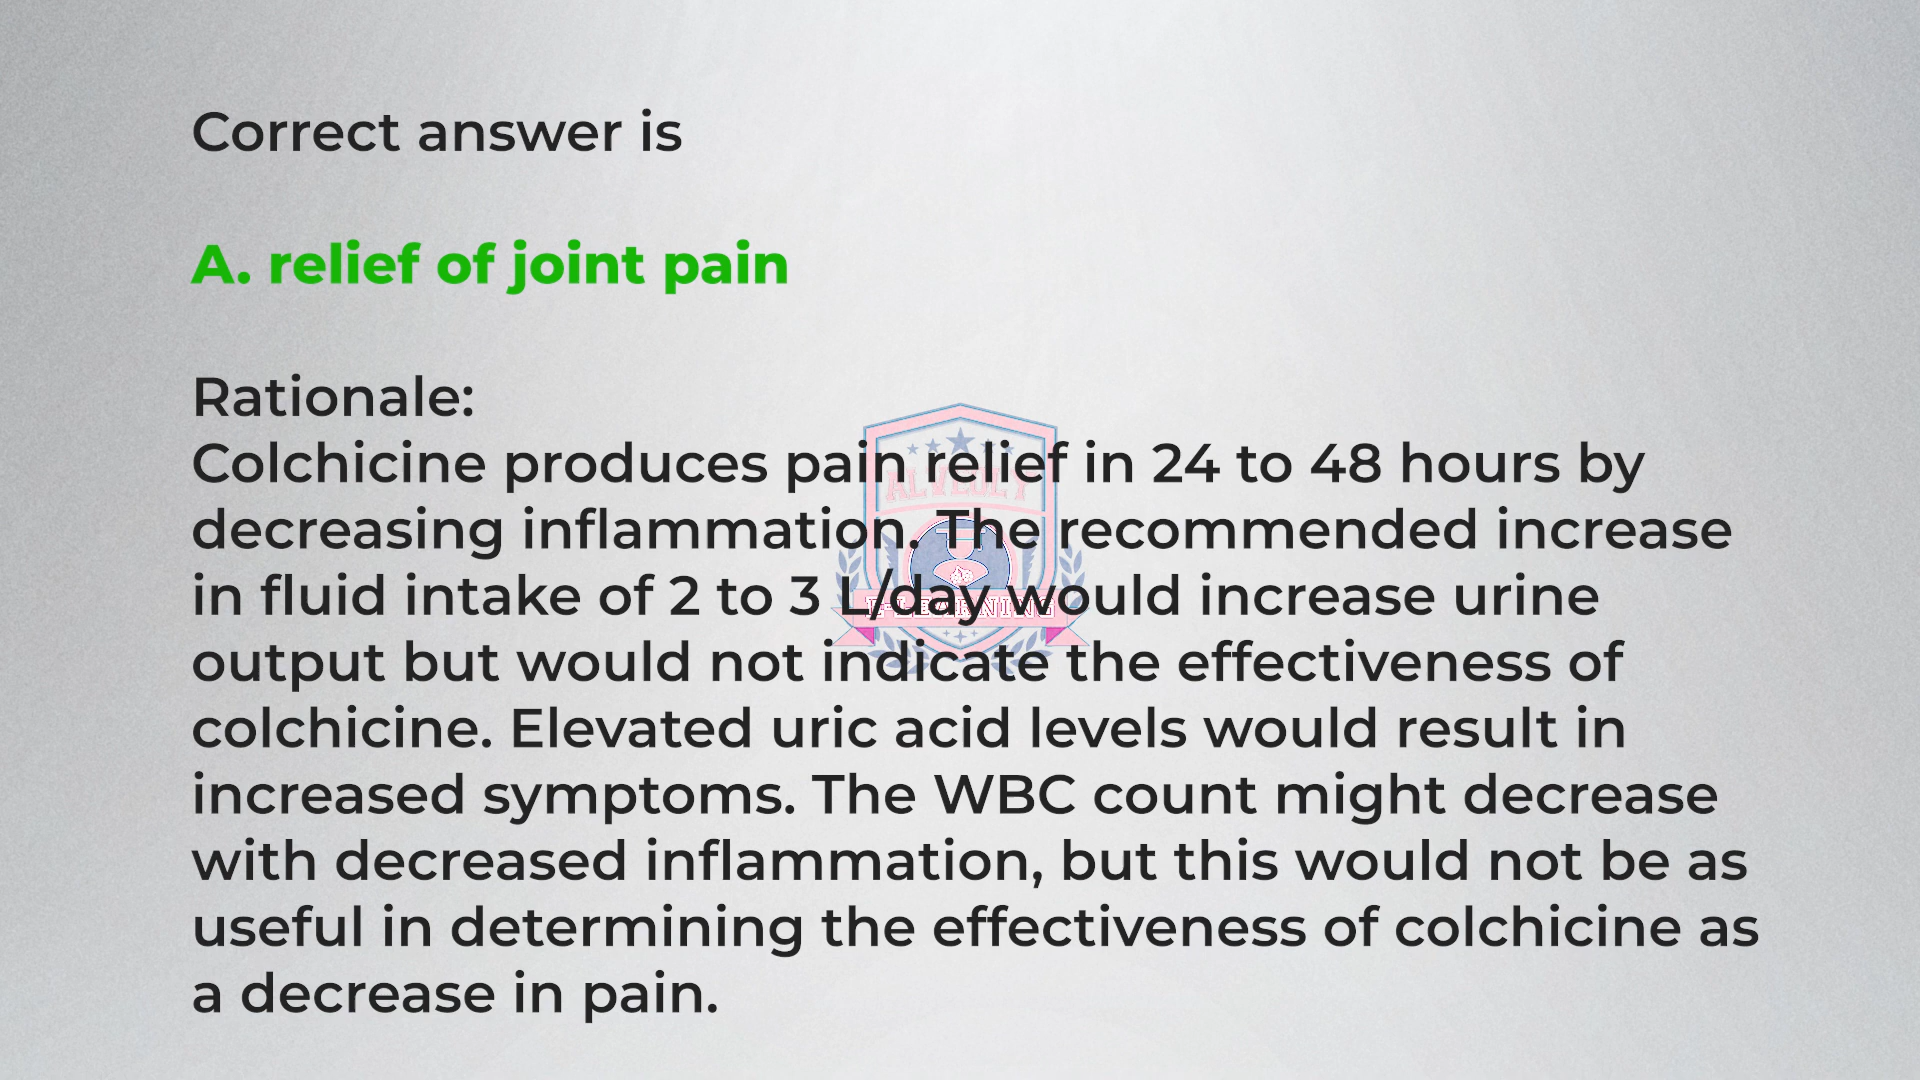 Correct answer is
A. relief of joint pain
Rationale:
Colchicine produces pain relief in 24 to 48 hours by
decreasing inflammation. The recommended increase
in fluid intake of 2 to 3 L/day would increase urine
output but would not indicate the effectiveness of
colchicine. Elevated uric acid levels would result in
increased symptoms. The WBC count might decrease
with decreased inflammation, but this would not be as
useful in determining the effectiveness of colchicine as
a decrease in pain.
ALVEOLY
E-LEARNING